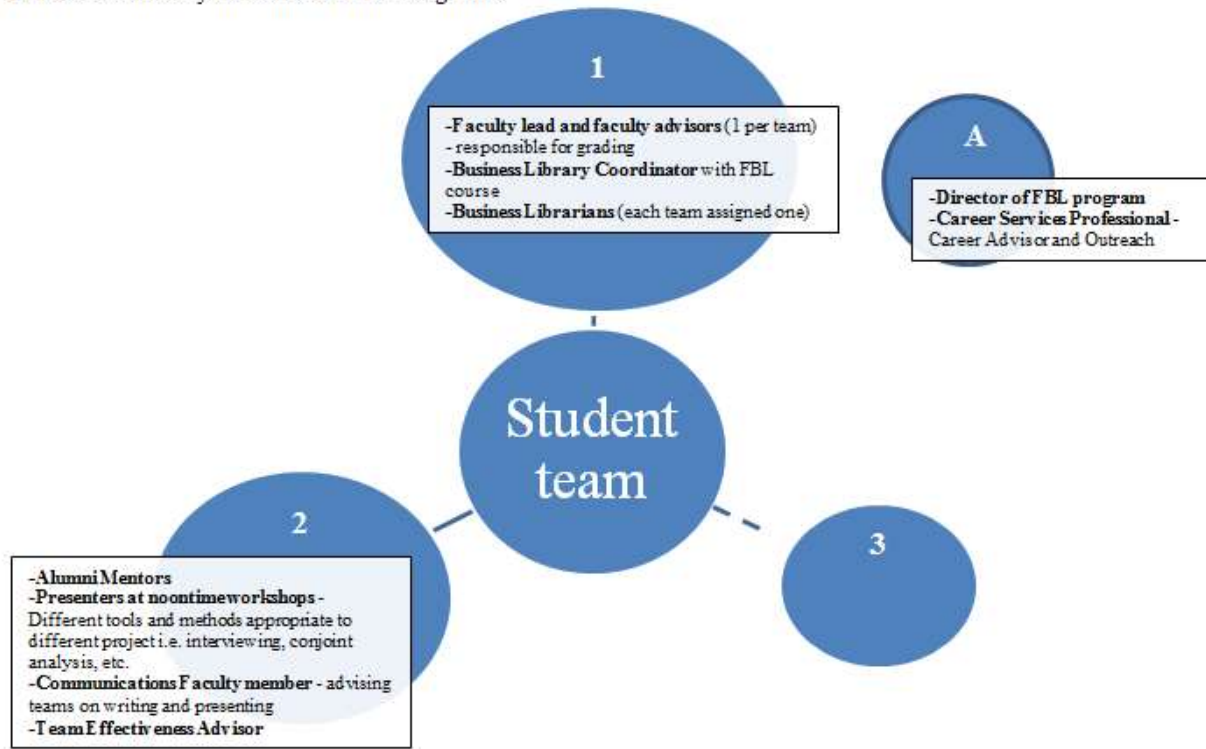 1
-Faculty lead and faculty advisors (1 per team)
- responsible for grading
-Business Library Coordinator with FBL
course
-Business Librarians (each team assigned one)
A
-Director of FBL program
-Career Services Professional -
Career Advisor and Outreach
Student
team
2
-Alumni Mentors
-Presenters at noontime workshops -
Different tools and methods appropriate to
different project i.e. interviewing, conjoint
analysis, etc.
-Communications Faculty member - advising
teams on writing and presenting
-Team Effectiveness Advisor
3